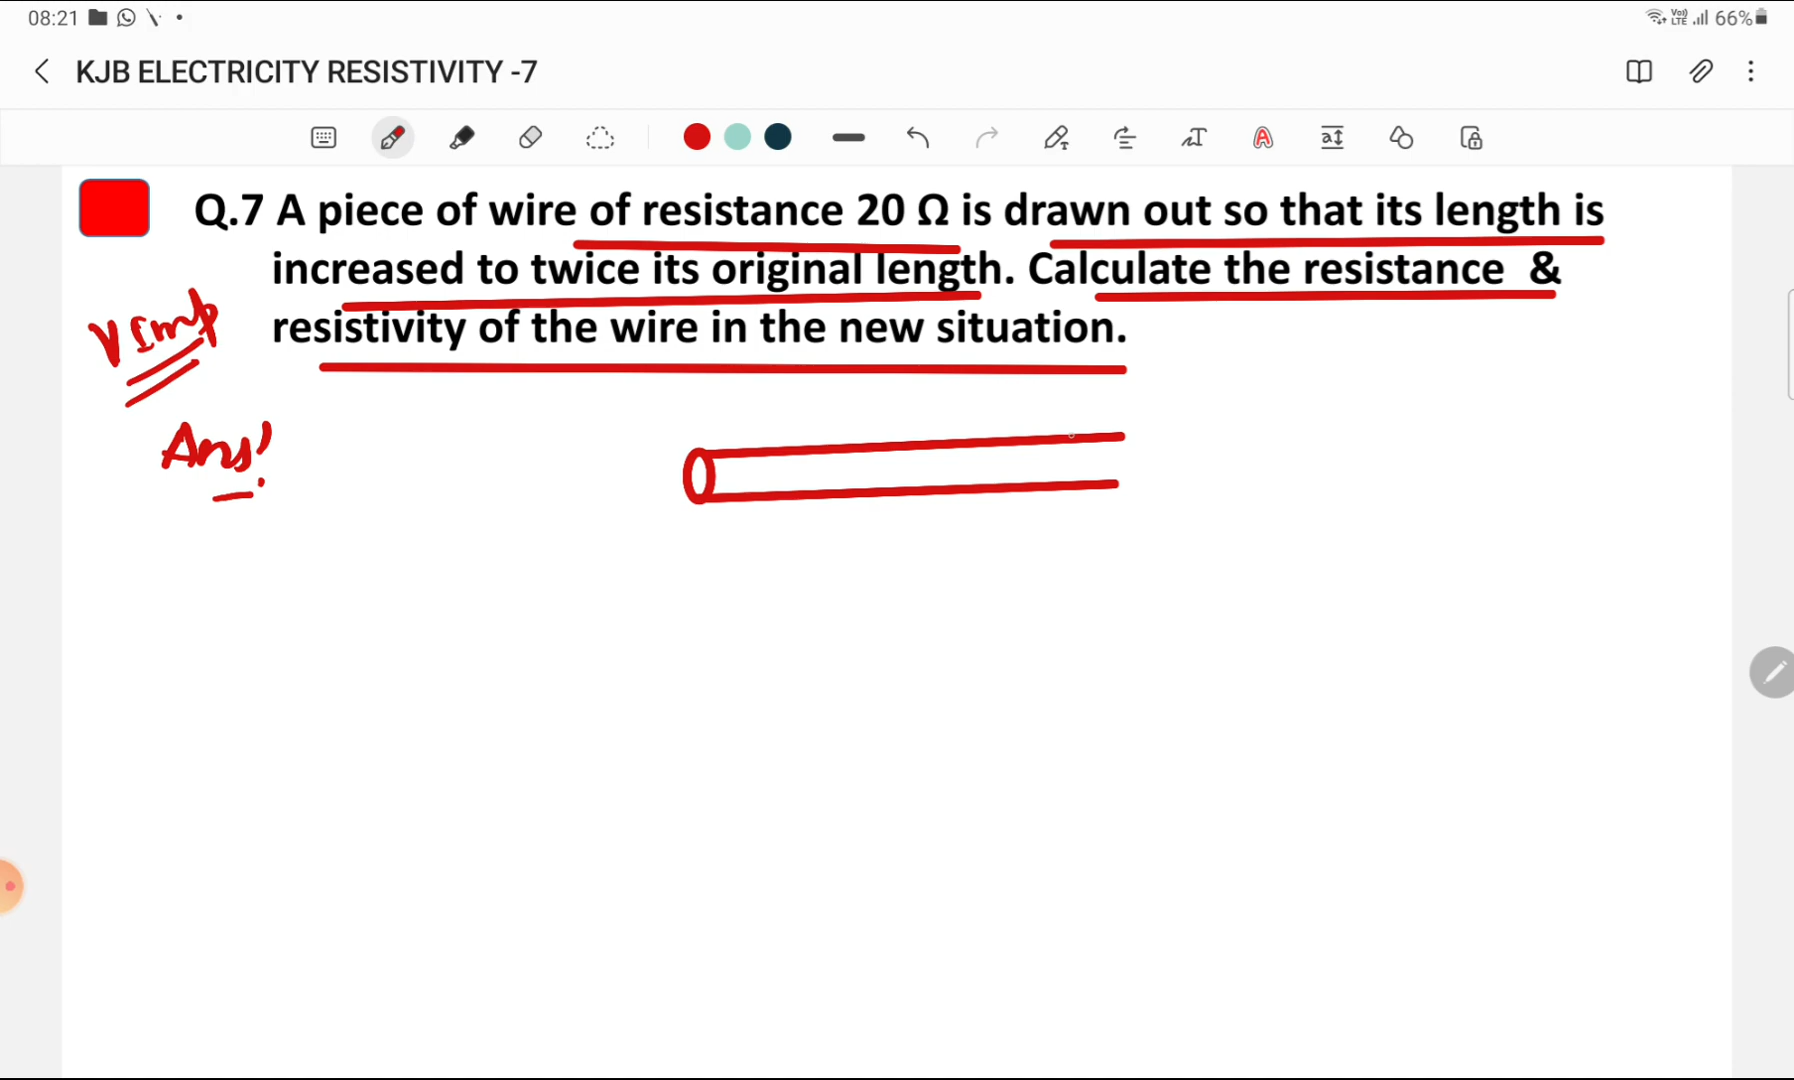 08:21
Vo) LTE 66%
KJB ELECTRICITY RESISTIVITY -7
Q.7 A piece of wire of resistance 20 Ω is drawn out so that its length is
increased to twice its original length. Calculate the resistance &
resistivity of the wire in the new situation.
V Imp
Ans!